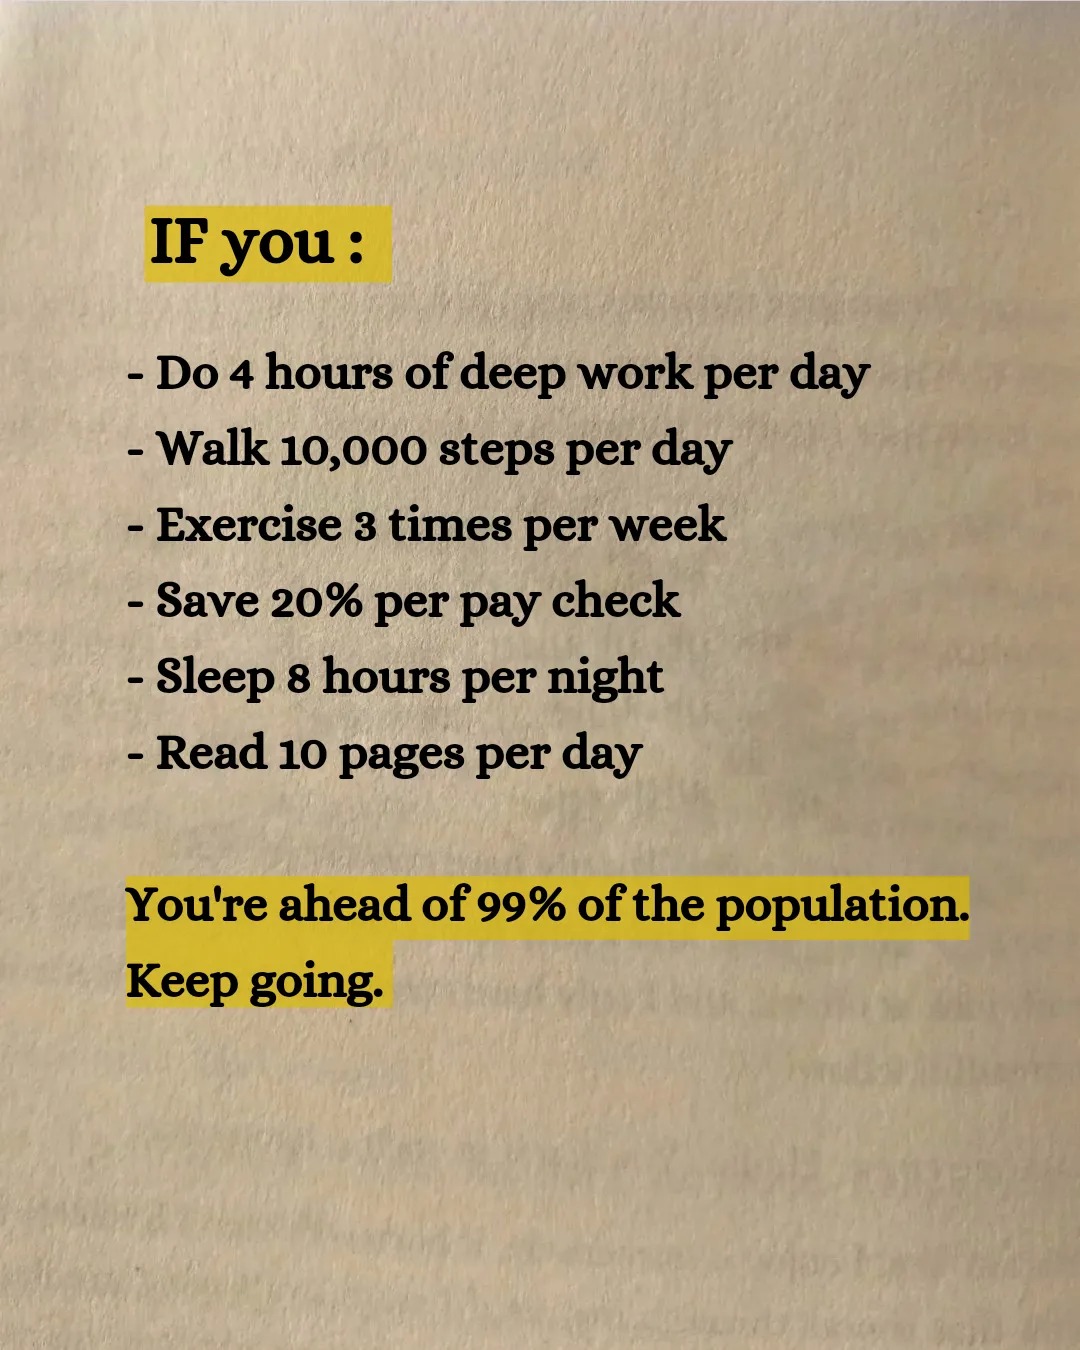 IF you :
- Do 4 hours of deep work per day
- Walk 10,000 steps per day
- Exercise 3 times per week
- Save 20% per pay check
- Sleep 8 hours per night
- Read 10 pages per day
You're ahead of 99% of the population.
Keep going.